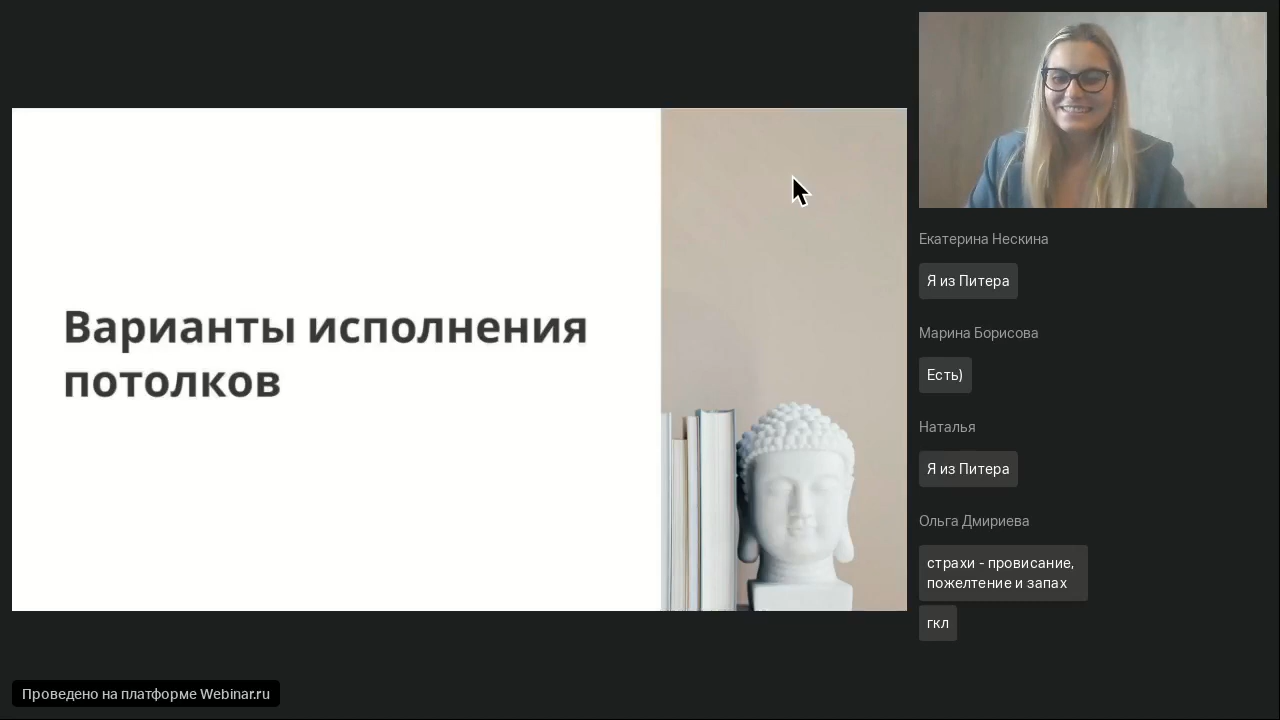 Варианты исполнения
потолков
Екатерина Нескина
Я из Питера
Марина Борисова
Есть)
Наталья
Я из Питера
Ольга Дмириева
страхи - провисание,
пожелтение и запах
гкл
Проведено на платформе Webinar.ru